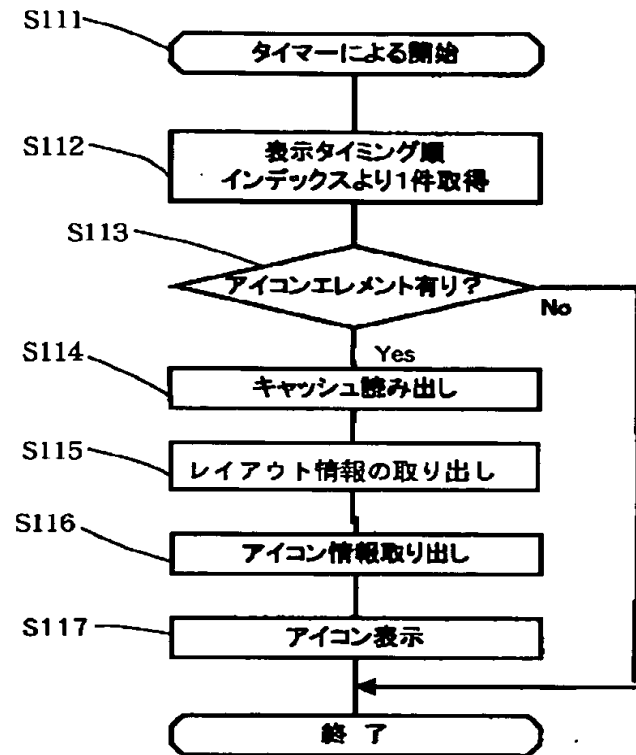 S111
タイマーによる開始
S112
表示タイミング順
インデックスより1件取得
S113
アイコンエレメント有り?
No
Yes
S114
キャッシュ読み出し
S115
レイアウト情報の取り出し
S116
アイコン情報取り出し
S117
アイコン表示
終了